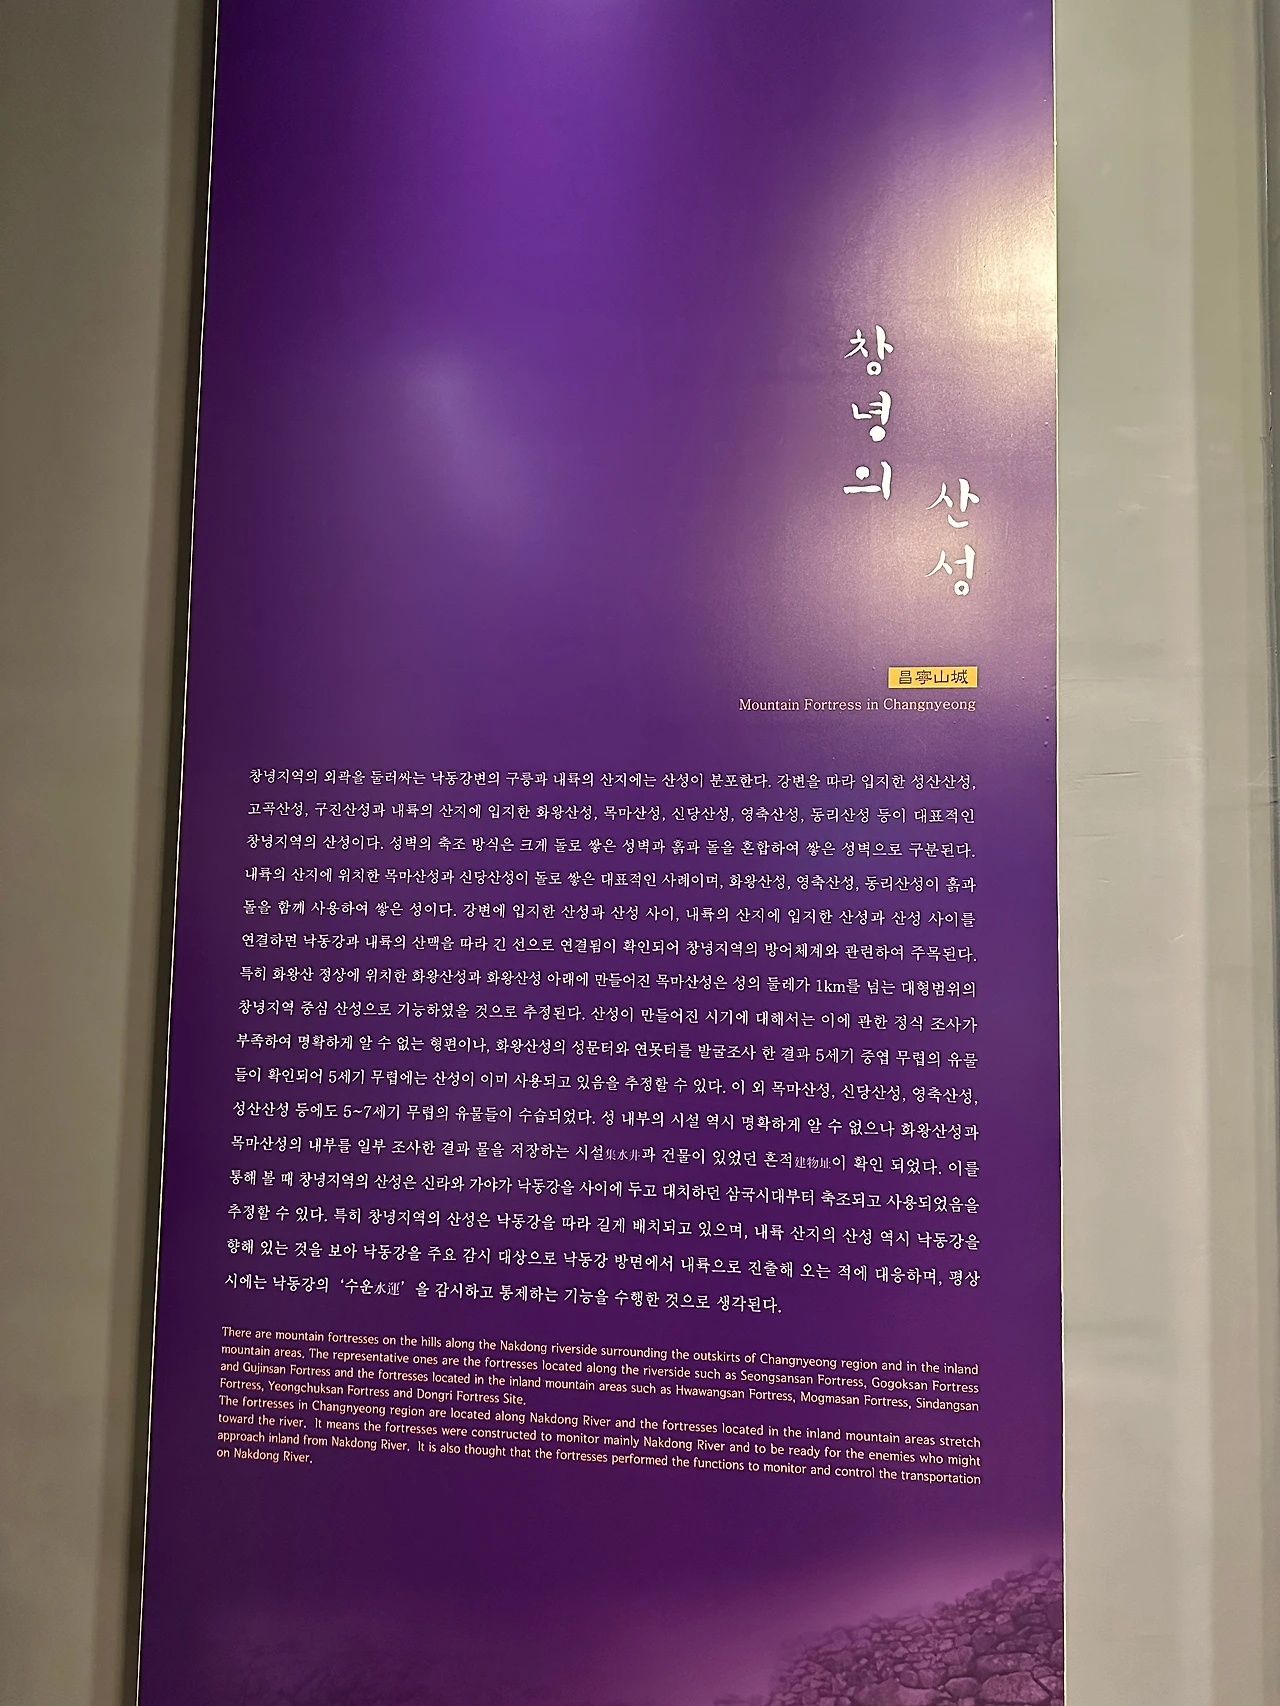 창녕의
산성
昌寧山城
Mountain Fortress in Changnyeong
창녕지역의 외곽을 둘러싸는 낙동강변의 구릉과 내륙의 산지에는 산성이 분포한다. 강변을 따라 입지한 성산산성,
고곡산성, 구진산성과 내륙의 산지에 입지한 화왕산성, 목마산성, 신당산성, 영축산성, 동리산성 등이 대표적인
창녕지역의 산성이다. 성벽의 축조 방식은 크게 돌로 쌓은 성벽과 흙과 돌을 혼합하여 쌓은 성벽으로 구분된다.
내륙의 산지에 위치한 목마산성과 신당산성이 돌로 쌓은 대표적인 사례이며, 화왕산성, 영축산성, 동리산성이 흙과
돌을 함께 사용하여 쌓은 성이다. 강변에 입지한 산성과 산성 사이, 내륙의 산지에 입지한 산성과 산성 사이를
연결하면 낙동강과 내륙의 산맥을 따라 긴 선으로 연결됨이 확인되어 창녕지역의 방어체계와 관련하여 주목된다.
특히 화왕산 정상에 위치한 화왕산성과 화왕산성 아래에 만들어진 목마산성은 성의 둘레가 1km를 넘는 대형범위의
창녕지역 중심 산성으로 기능하였을 것으로 추정된다. 산성이 만들어진 시기에 대해서는 이에 관한 정식 조사가
부족하여 명확하게 알 수 없는 형편이나, 화왕산성의 성문터와 연못터를 발굴조사 한 결과 5세기 중엽 무렵의 유물
들이 확인되어 5세기 무렵에는 산성이 이미 사용되고 있음을 추정할 수 있다. 이 외 목마산성, 신당산성, 영축산성,
성산산성 등에도 5~7세기 무렵의 유물들이 수습되었다. 성 내부의 시설 역시 명확하게 알 수 없으나 화왕산성과
목마산성의 내부를 일부 조사한 결과 물을 저장하는 시설集水井과 건물이 있었던 흔적建物址이 확인 되었다. 이를
통해 볼 때 창녕지역의 산성은 신라와 가야가 낙동강을 사이에 두고 대치하던 삼국시대부터 축조되고 사용되었음을
추정할 수 있다. 특히 창녕지역의 산성은 낙동강을 따라 길게 배치되고 있으며, 내륙 산지의 산성 역시 낙동강을
향해 있는 것을 보아 낙동강을 주요 감시 대상으로 낙동강 방면에서 내륙으로 진출해 오는 적에 대응하며, 평상
시에는 낙동강의 ‘수운水運’ 을 감시하고 통제하는 기능을 수행한 것으로 생각된다.
There are mountain fortresses on the hills along the Nakdong riverside surrounding the outskirts of Changnyeong region and in the inland
mountain areas. The representative ones are the fortresses located along the riverside such as Seongsansan Fortress, Gogoksan Fortress
and Gujinsan Fortress and the fortresses located in the inland mountain areas such as Hwawangsan Fortress, Mogmasan Fortress, Sindangsan
Fortress, Yeongchuksan Fortress and Dongri Fortress Site.
The fortresses in Changnyeong region are located along Nakdong River and the fortresses located in the inland mountain areas stretch
toward the river. It means the fortresses were constructed to monitor mainly Nakdong River and to be ready for the enemies who might
approach inland from Nakdong River. It is also thought that the fortresses performed the functions to monitor and control the transportation
on Nakdong River.